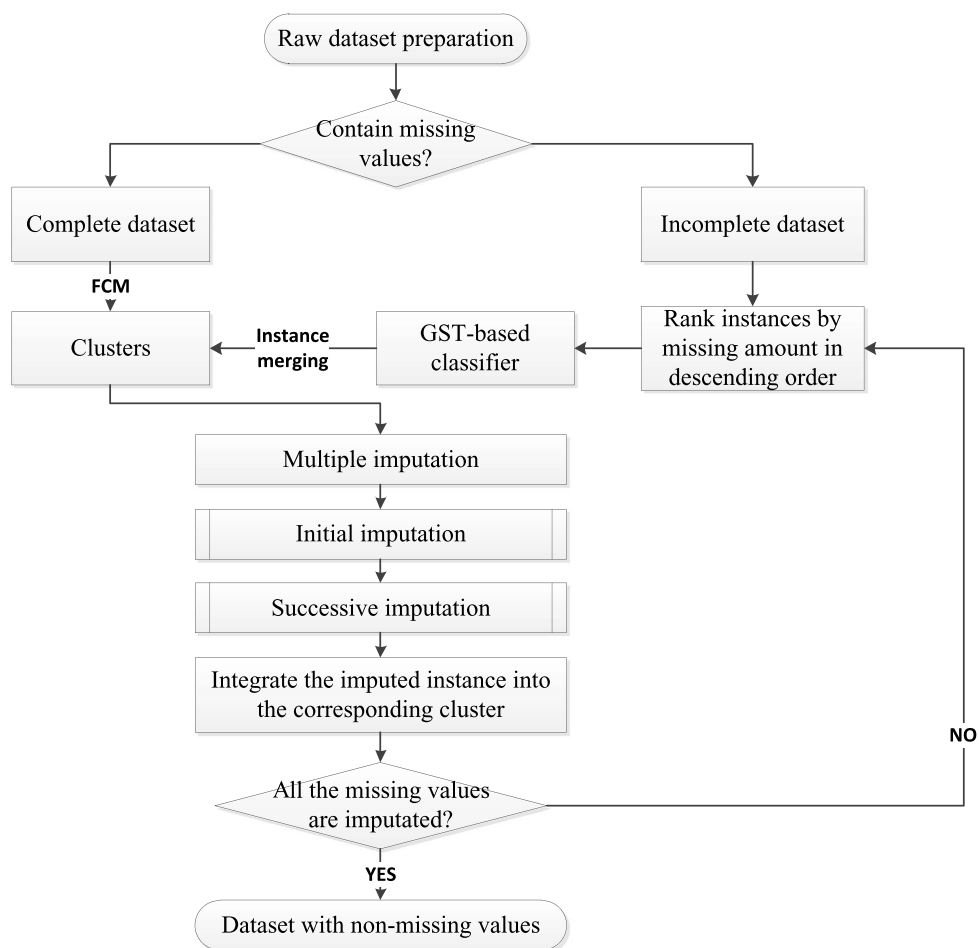 Raw dataset preparation
Contain missing
values?
Complete dataset
Incomplete dataset
FCM
Clusters
Instance
merging
GST-based
classifier
Rank instances by
missing amount in
descending order
Multiple imputation
Initial imputation
Successive imputation
Integrate the imputed instance into
the corresponding cluster
NO
All the missing values
are imputated?
YES
Dataset with non-missing values